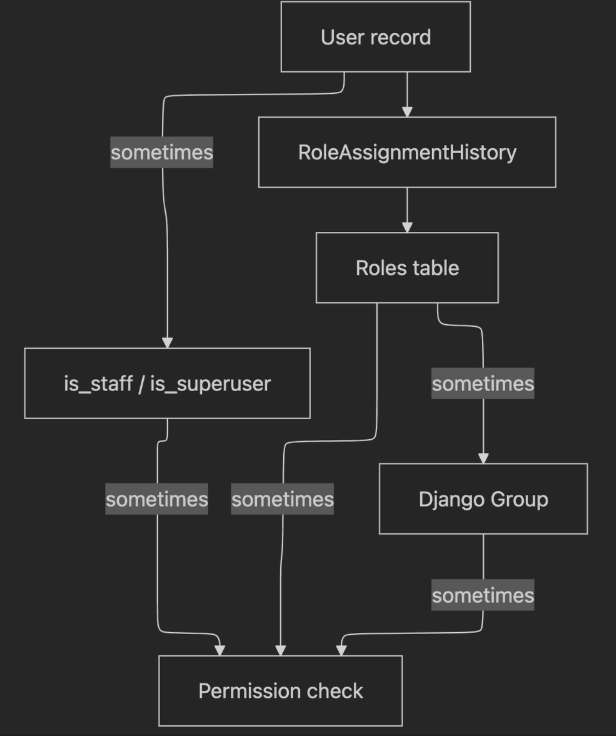 User record
sometimes
RoleAssignmentHistory
Roles table
is_staff / is_superuser
sometimes
sometimes
sometimes
Django Group
sometimes
Permission check